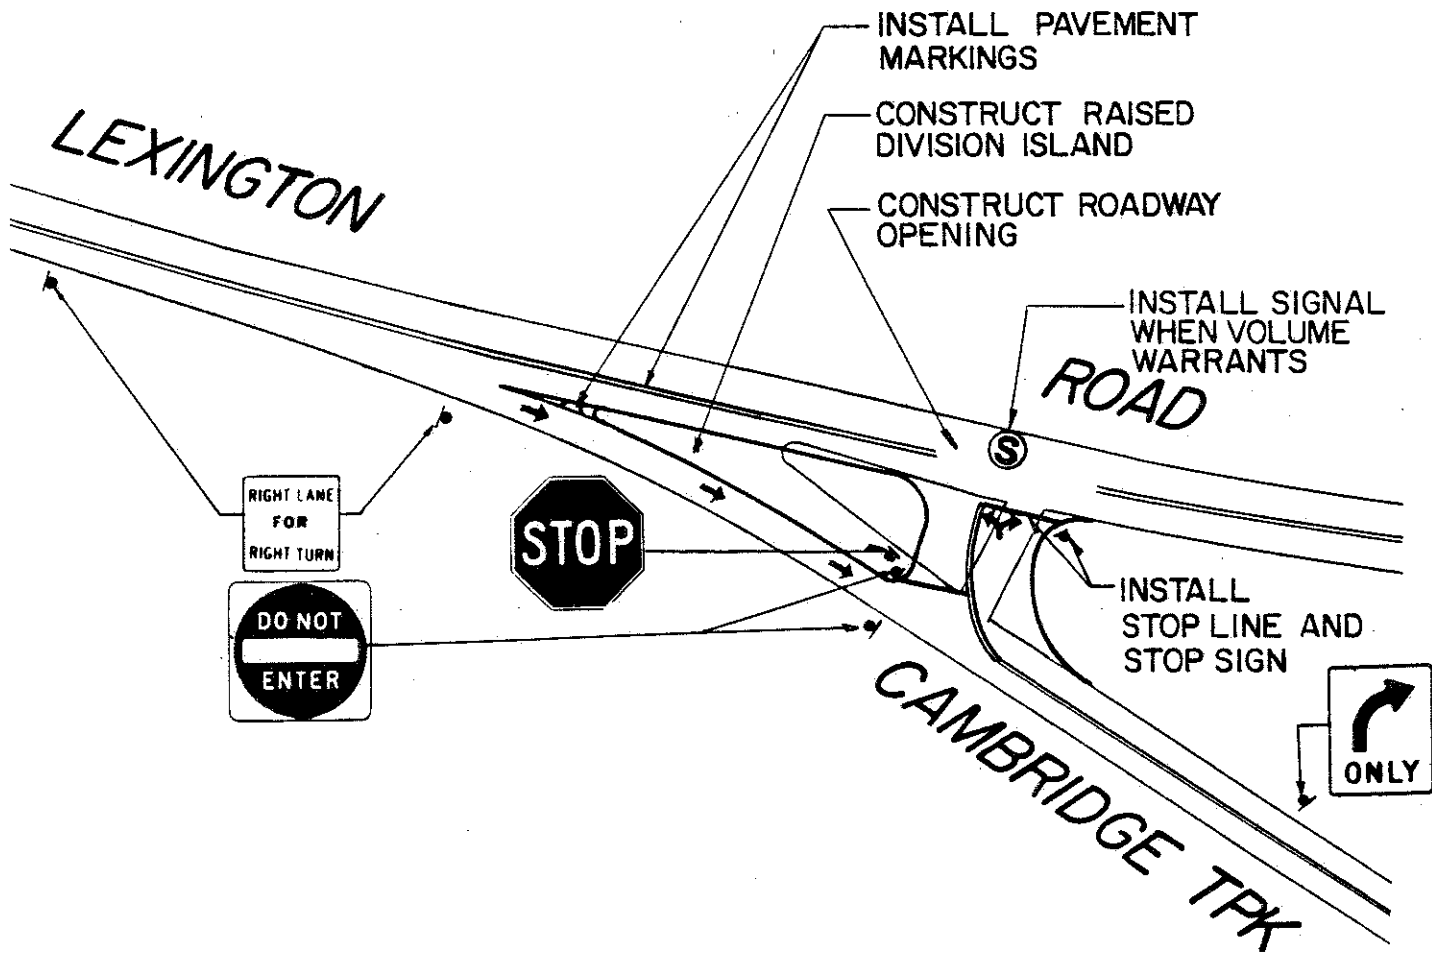 INSTALL PAVEMENT
MARKINGS
CONSTRUCT RAISED
DIVISION ISLAND
CONSTRUCT ROADWAY
OPENING
INSTALL SIGNAL
WHEN VOLUME
WARRANTS
LEXINGTON
ROAD
S
RIGHT LANE
FOR
RIGHT TURN
STOP
DO NOT
ENTER
INSTALL
STOP LINE AND
STOP SIGN
CAMBRIDGE TPK
ONLY